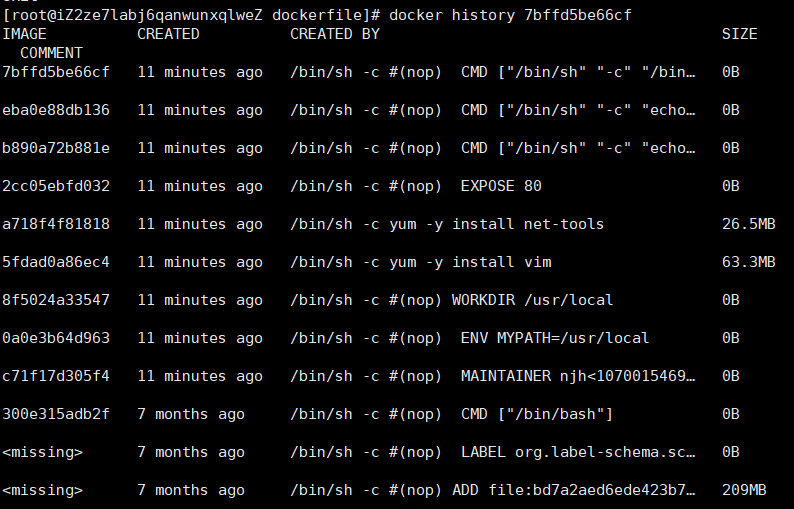 [root@iZ2ze7labj6qanwunxqlweZ dockerfile]# docker history 7bffd5be66cf
IMAGE CREATED CREATED BY SIZE
COMMENT
7bffd5be66cf 11 minutes ago /bin/sh -c #(nop) CMD ["/bin/sh" "-c" "/bin… 0B
eba0e88db136 11 minutes ago /bin/sh -c #(nop) CMD ["/bin/sh" "-c" "echo… 0B
b890a72b881e 11 minutes ago /bin/sh -c #(nop) CMD ["/bin/sh" "-c" "echo… 0B
2cc05ebfd032 11 minutes ago /bin/sh -c #(nop) EXPOSE 80 0B
a718f4f81818 11 minutes ago /bin/sh -c yum -y install net-tools 26.5MB
5fdad0a86ec4 11 minutes ago /bin/sh -c yum -y install vim 63.3MB
8f5024a33547 11 minutes ago /bin/sh -c #(nop) WORKDIR /usr/local 0B
0a0e3b64d963 11 minutes ago /bin/sh -c #(nop) ENV MYPATH=/usr/local 0B
c71f17d305f4 11 minutes ago /bin/sh -c #(nop) MAINTAINER njh<1070015469… 0B
300e315adb2f 7 months ago /bin/sh -c #(nop) CMD ["/bin/bash"] 0B
<missing> 7 months ago /bin/sh -c #(nop) LABEL org.label-schema.sc… 0B
<missing> 7 months ago /bin/sh -c #(nop) ADD file:bd7a2aed6ede423b7… 209MB